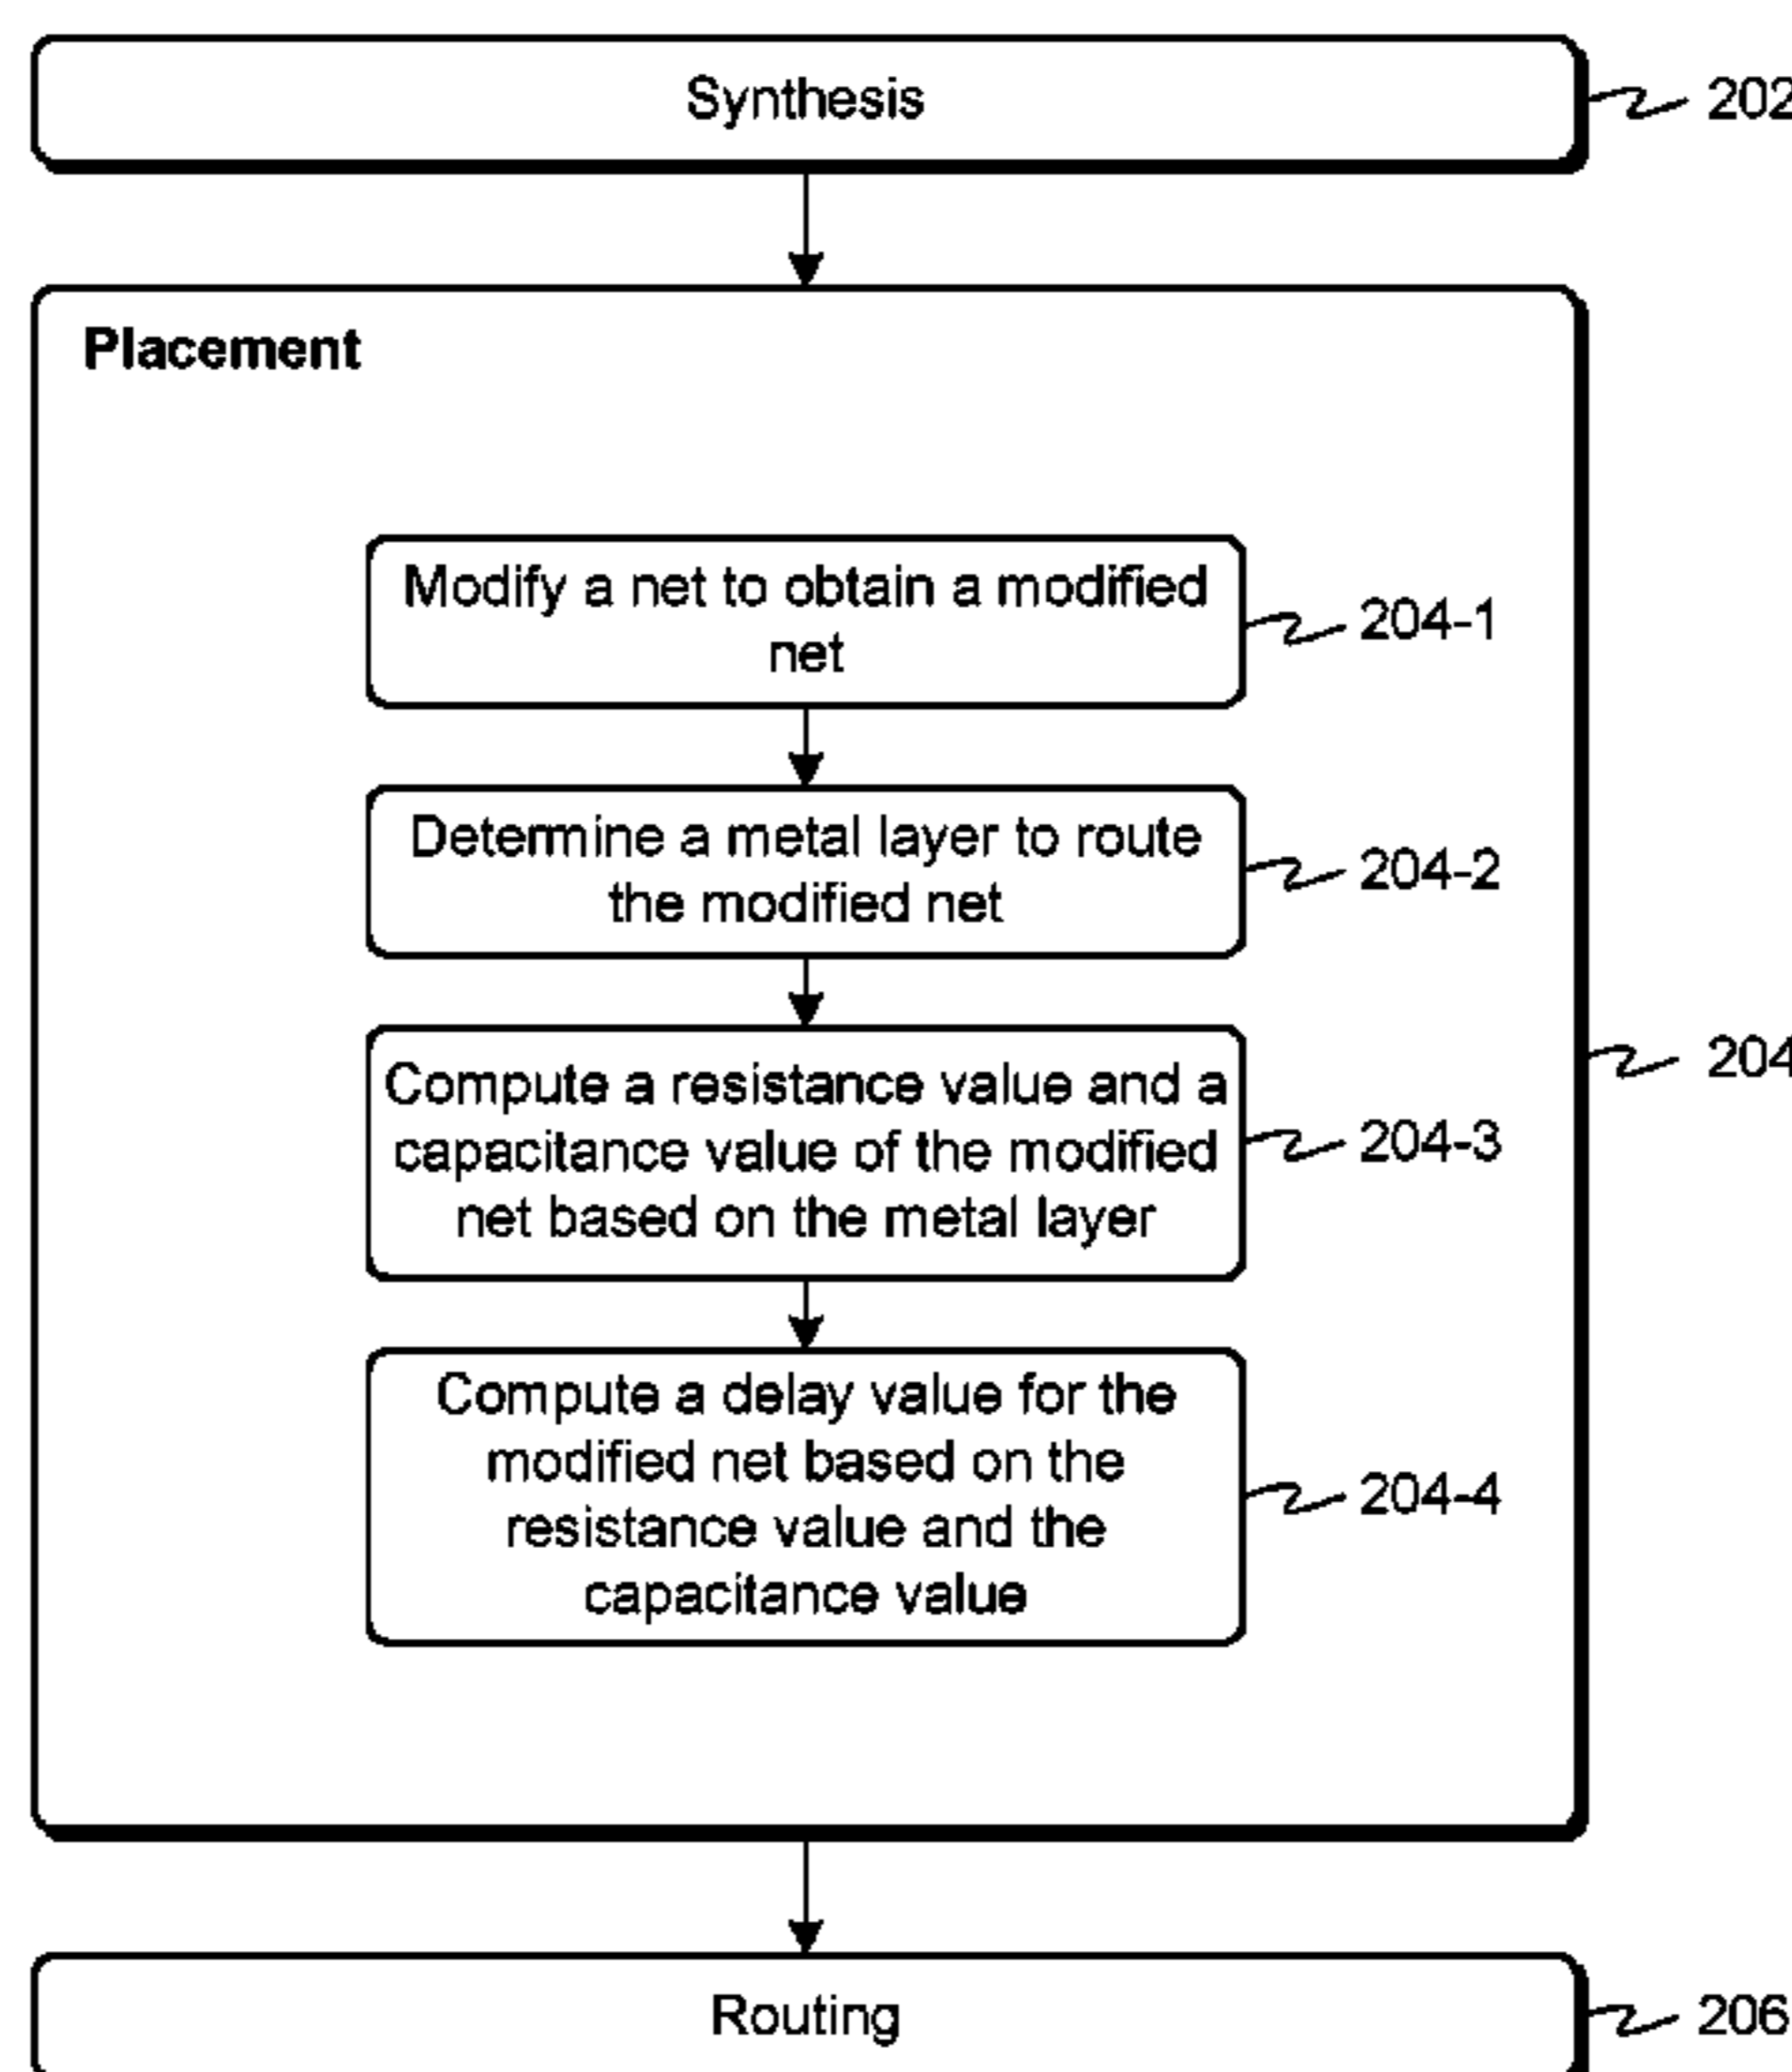 Synthesis
202
Placement
Modify a net to obtain a modified
net
204-1
Determine a metal layer to route
the modified net
204-2
Compute a resistance value and a
capacitance value of the modified
net based on the metal layer
204-3
204
Compute a delay value for the
modified net based on the
resistance value and the
capacitance value
204-4
Routing
206